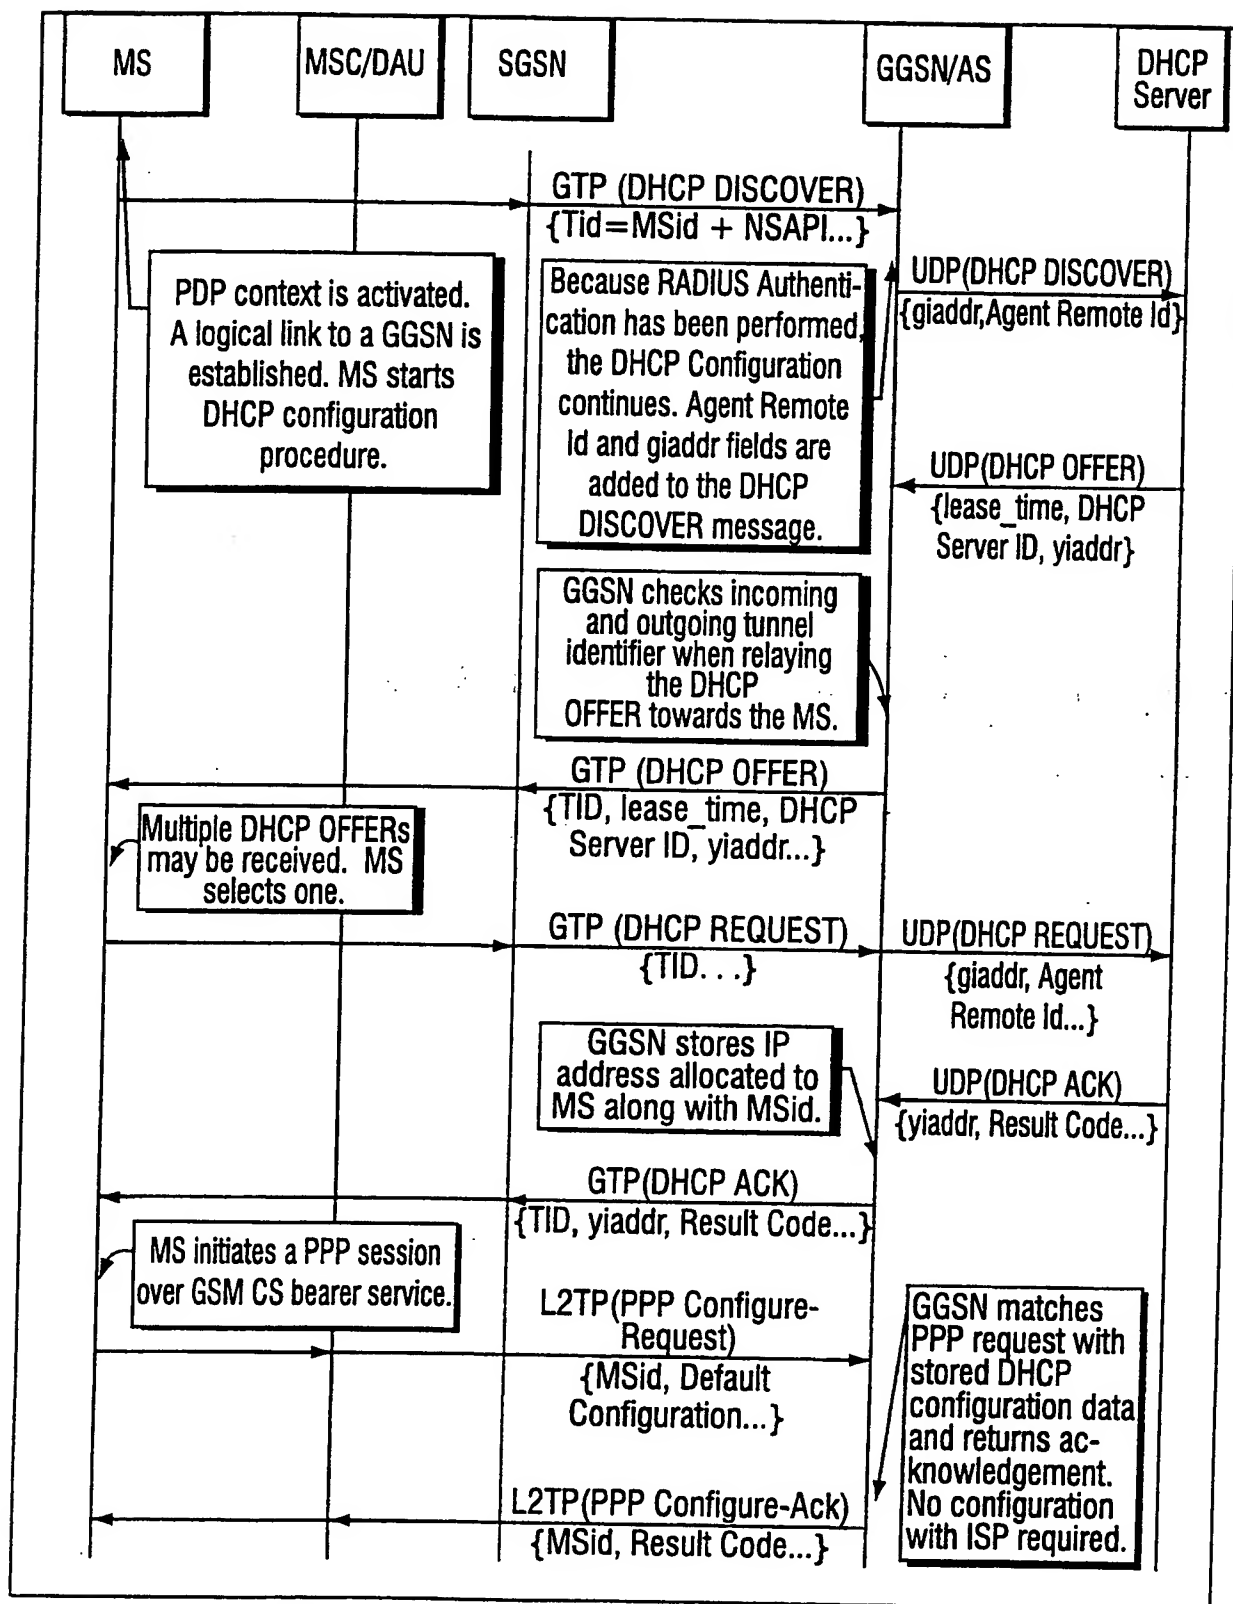 MS
MSC/DAU
SGSN
GGSN/AS
DHCP
Server
GTP (DHCP DISCOVER)
{Tid=MSid + NSAPI...}
PDP context is activated.
A logical link to a GGSN is
established. MS starts
DHCP configuration
procedure.
Because RADIUS Authenti-
cation has been performed,
the DHCP Configuration
continues. Agent Remote
Id and giaddr fields are
added to the DHCP
DISCOVER message.
UDP(DHCP DISCOVER)
{giaddr,Agent Remote Id}
UDP(DHCP OFFER)
{lease_time, DHCP
Server ID, yiaddr}
GGSN checks incoming
and outgoing tunnel
identifier when relaying
the DHCP
OFFER towards the MS.
GTP (DHCP OFFER)
{TID, lease_time, DHCP
Server ID, yiaddr...}
Multiple DHCP OFFERs
may be received. MS
selects one.
GTP (DHCP REQUEST)
{TID. . .}
UDP(DHCP REQUEST)
{giaddr, Agent
Remote Id...}
GGSN stores IP
address allocated to
MS along with MSid.
UDP(DHCP ACK)
{yiaddr, Result Code...}
GTP(DHCP ACK)
{TID, yiaddr, Result Code...}
MS initiates a PPP session
over GSM CS bearer service.
L2TP(PPP Configure-
Request)
{MSid, Default
Configuration...}
GGSN matches
PPP request with
stored DHCP
configuration data
and returns ac-
knowledgement.
No configuration
with ISP required.
L2TP(PPP Configure-Ack)
{MSid, Result Code...}